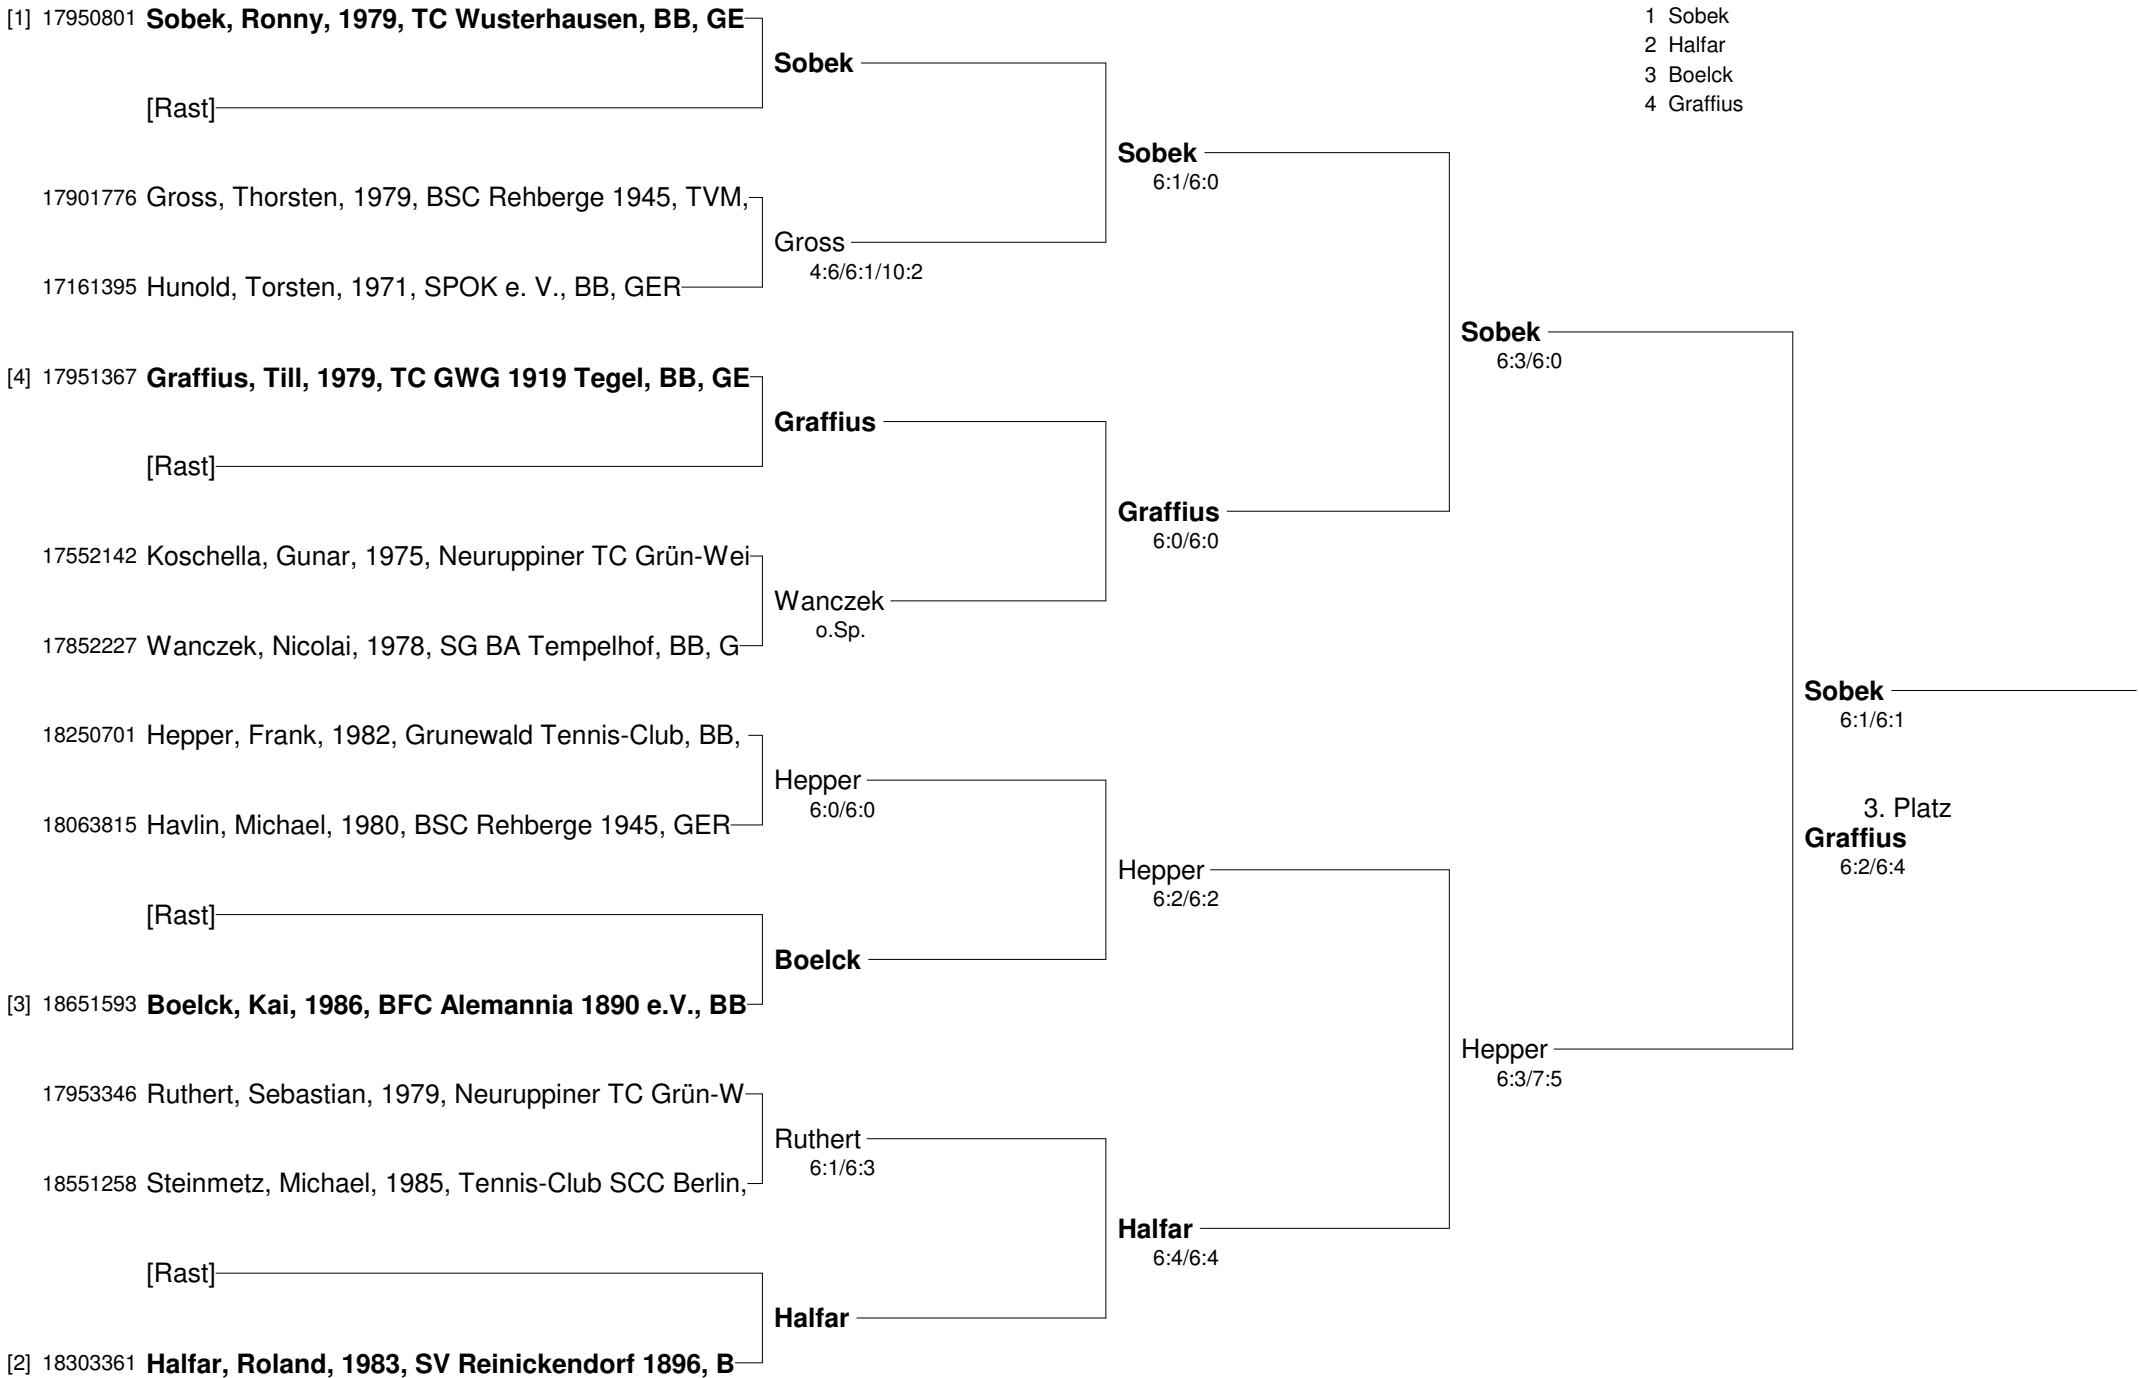 [1] 17950801 Sobek, Ronny, 1979, TC Wusterhausen, BB, GE
[Rast]
17901776 Gross, Thorsten, 1979, BSC Rehberge 1945, TVM,
17161395 Hunold, Torsten, 1971, SPOK e. V., BB, GER
[4] 17951367 Graffius, Till, 1979, TC GWG 1919 Tegel, BB, GE
[Rast]
17552142 Koschella, Gunar, 1975, Neuruppiner TC Grün-Wei
17852227 Wanczek, Nicolai, 1978, SG BA Tempelhof, BB, G
18250701 Hepper, Frank, 1982, Grunewald Tennis-Club, BB,
18063815 Havlin, Michael, 1980, BSC Rehberge 1945, GER
[Rast]
[3] 18651593 Boelck, Kai, 1986, BFC Alemannia 1890 e.V., BB
17953346 Ruthert, Sebastian, 1979, Neuruppiner TC Grün-W
18551258 Steinmetz, Michael, 1985, Tennis-Club SCC Berlin,
[Rast]
[2] 18303361 Halfar, Roland, 1983, SV Reinickendorf 1896, B
Sobek
Gross
4:6/6:1/10:2
Graffius
Wanczek
o.Sp.
Hepper
6:0/6:0
Boelck
Ruthert
6:1/6:3
Halfar
Sobek
6:1/6:0
Graffius
6:0/6:0
Hepper
6:2/6:2
Halfar
6:4/6:4
Sobek
6:3/6:0
Hepper
6:3/7:5
Sobek
6:1/6:1
3. Platz
Graffius
6:2/6:4
1 Sobek
2 Halfar
3 Boelck
4 Graffius